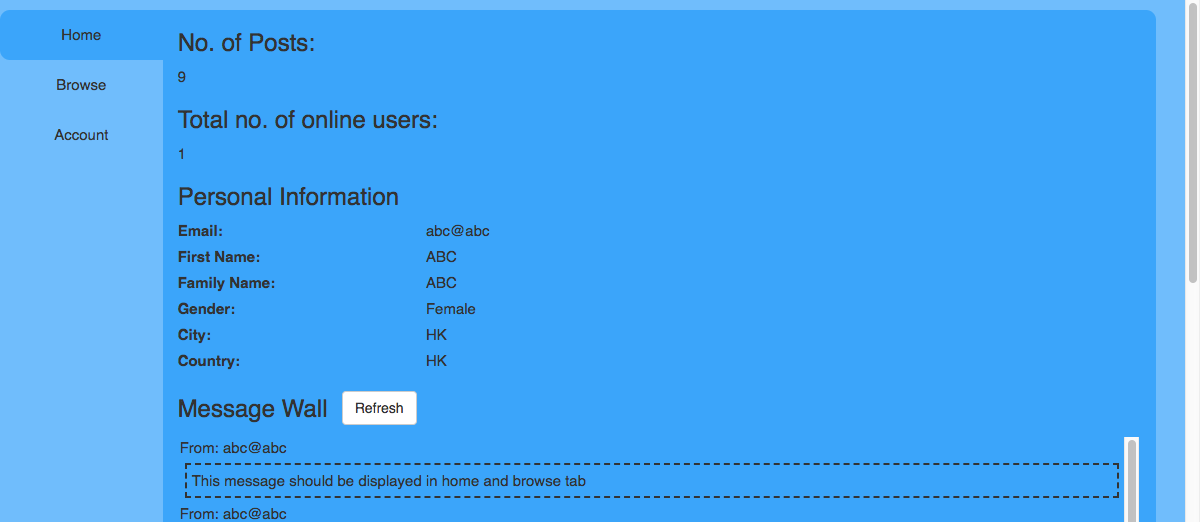 Home
Browse
Account
No. of Posts:
9
Total no. of online users:
1
Personal Information
Email: abc@abc
First Name: ABC
Family Name: ABC
Gender: Female
City: HK
Country: HK
Message Wall Refresh
From: abc@abc
This message should be displayed in home and browse tab
From: abc@abc